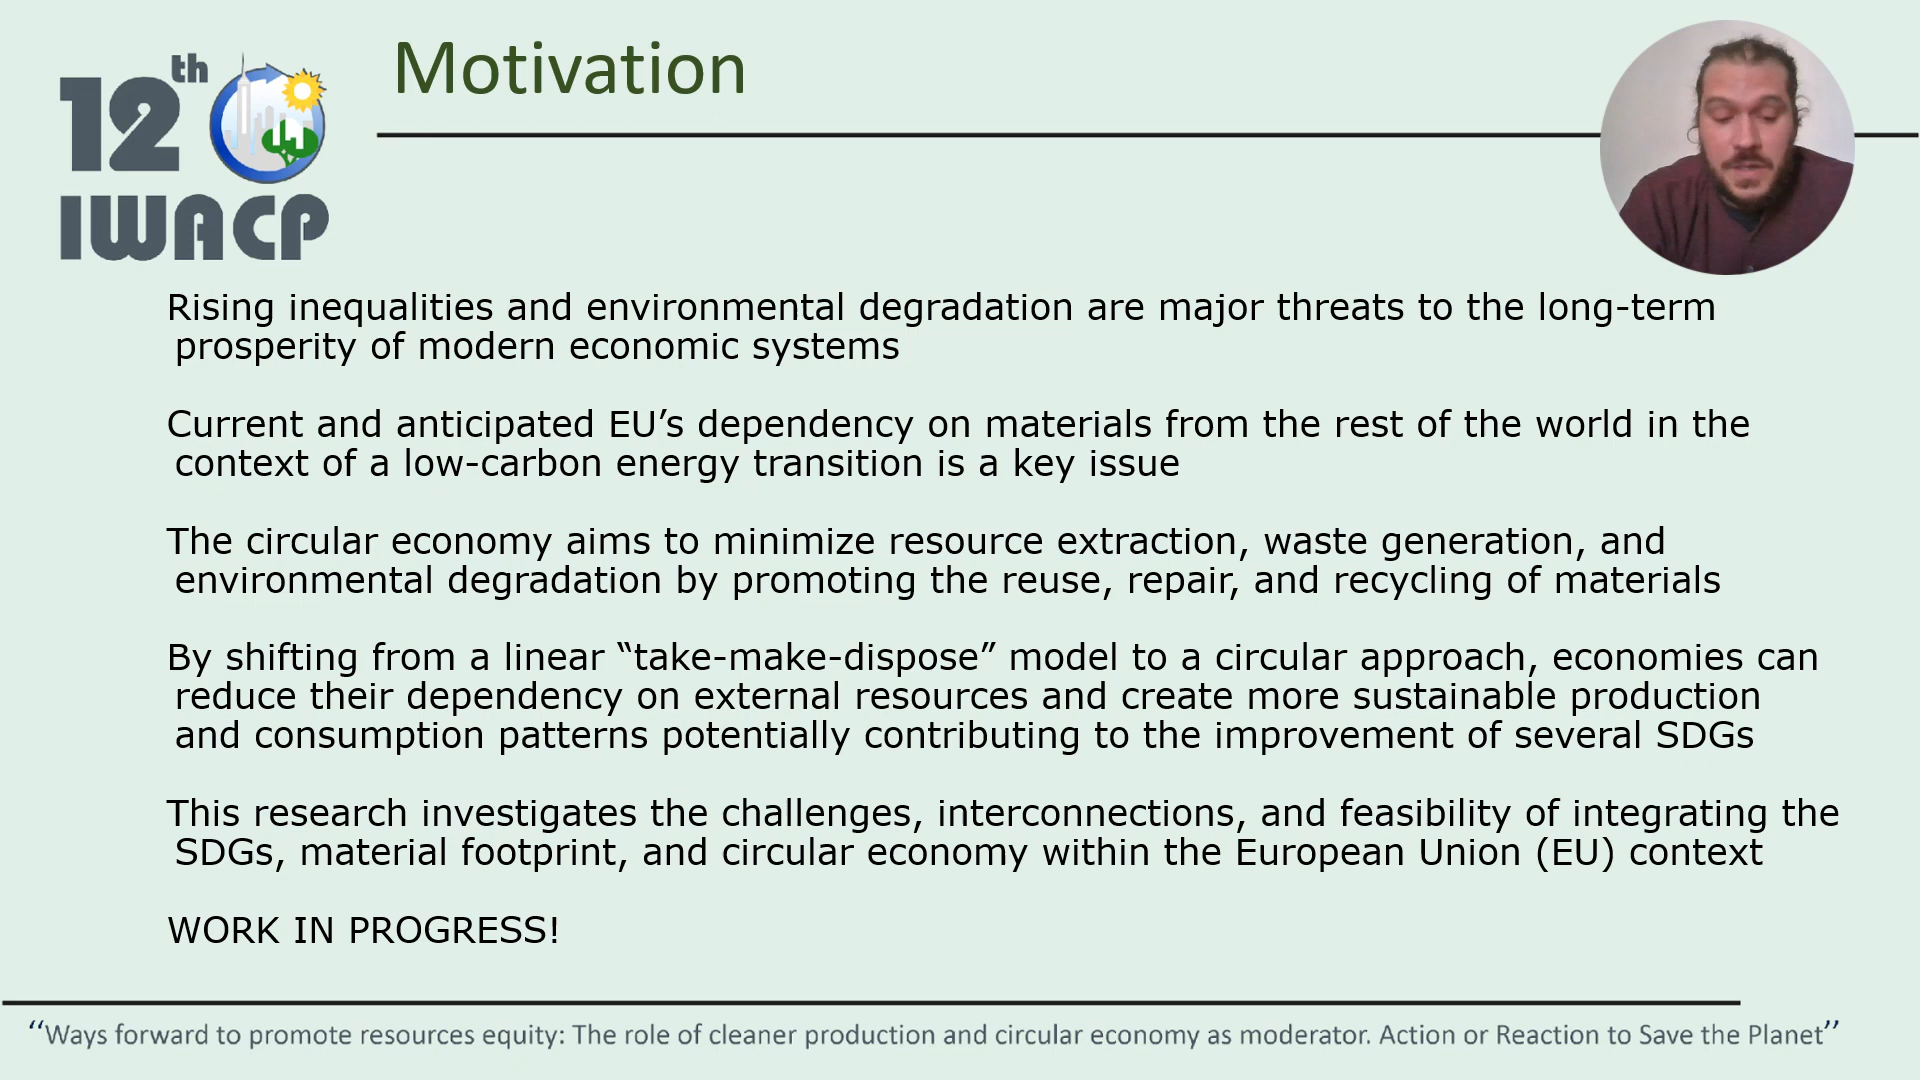 12th
IWACP
Motivation
Rising inequalities and environmental degradation are major threats to the long-term
prosperity of modern economic systems
Current and anticipated EU’s dependency on materials from the rest of the world in the
context of a low-carbon energy transition is a key issue
The circular economy aims to minimize resource extraction, waste generation, and
environmental degradation by promoting the reuse, repair, and recycling of materials
By shifting from a linear “take-make-dispose” model to a circular approach, economies can
reduce their dependency on external resources and create more sustainable production
and consumption patterns potentially contributing to the improvement of several SDGs
This research investigates the challenges, interconnections, and feasibility of integrating the
SDGs, material footprint, and circular economy within the European Union (EU) context
WORK IN PROGRESS!
“Ways forward to promote resources equity: The role of cleaner production and circular economy as moderator. Action or Reaction to Save the Planet”